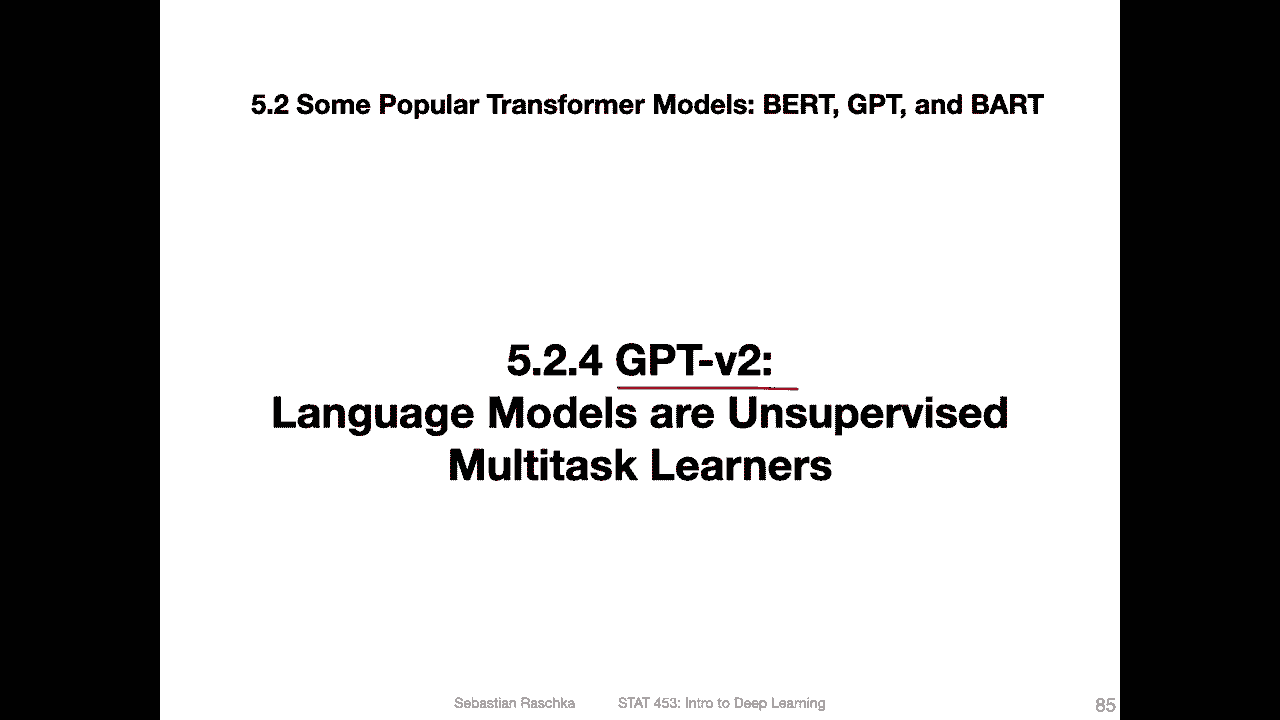 5.2 Some Popular Transformer Models: BERT, GPT, and BART
5.2.4 GPT-v2:
Language Models are Unsupervised
Multitask Learners
Sebastian Raschka STAT 453: Intro to Deep Learning 85